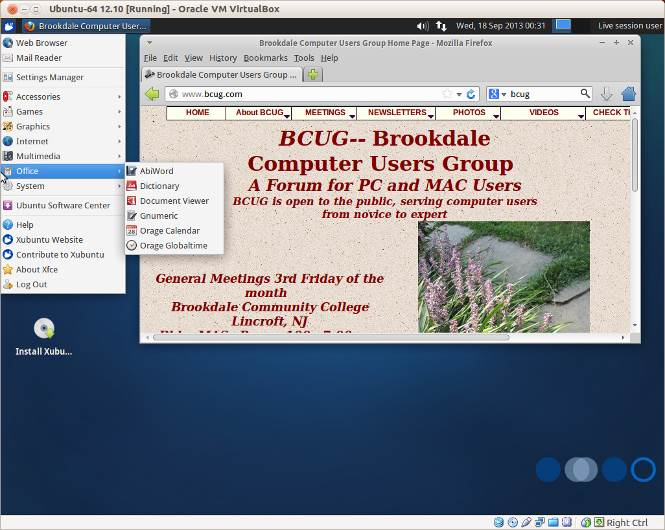 Ubuntu-64 12.10 [Running] - Oracle VM VirtualBox
Brookdale Computer User...
Wed, 18 Sep 2013 00:31
Live session user
Web Browser
Mail Reader
Settings Manager
Accessories
Games
Graphics
Internet
Multimedia
Office
System
Ubuntu Software Center
Help
Xubuntu Website
Contribute to Xubuntu
About Xfce
Log Out
AbiWord
Dictionary
Document Viewer
Gnumeric
Orage Calendar
Orage Globaltime
Brookdale Computer Users Group Home Page - Mozilla Firefox
File Edit View History Bookmarks Tools Help
Brookdale Computer Users Group ...
www.bcug.com
bcug
HOME About BCUG MEETINGS NEWSLETTERS PHOTOS VIDEOS CHECK TH
BCUG-- Brookdale
Computer Users Group
A Forum for PC and MAC Users
BCUG is open to the public, serving computer users
from novice to expert
General Meetings 3rd Friday of the
month
Brookdale Community College
Lincroft, NJ
Install Xubu...
Right Ctrl